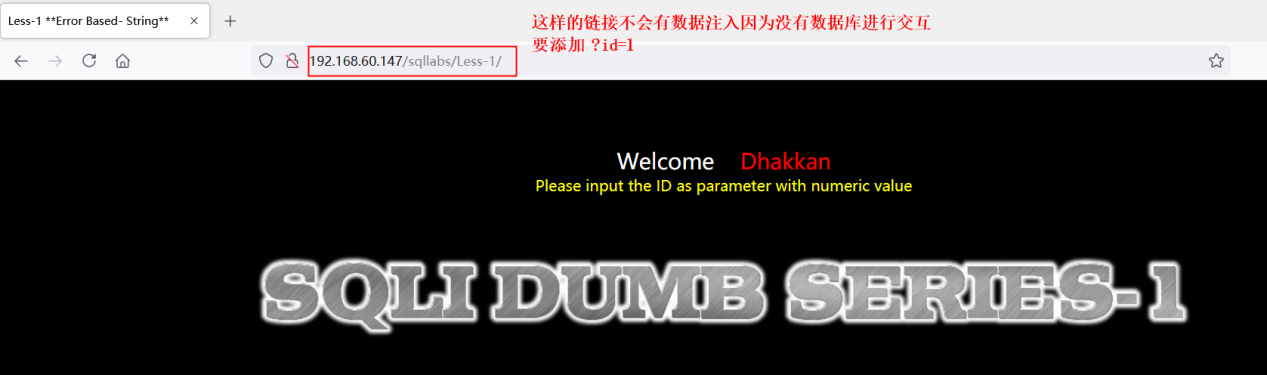 Less-1 **Error Based- String**
这样的链接不会有数据注入因为没有数据库进行交互
要添加 ?id=1
192.168.60.147/sqllabs/Less-1/
Welcome Dhakkan
Please input the ID as parameter with numeric value
SQLI DUMB SERIES-1